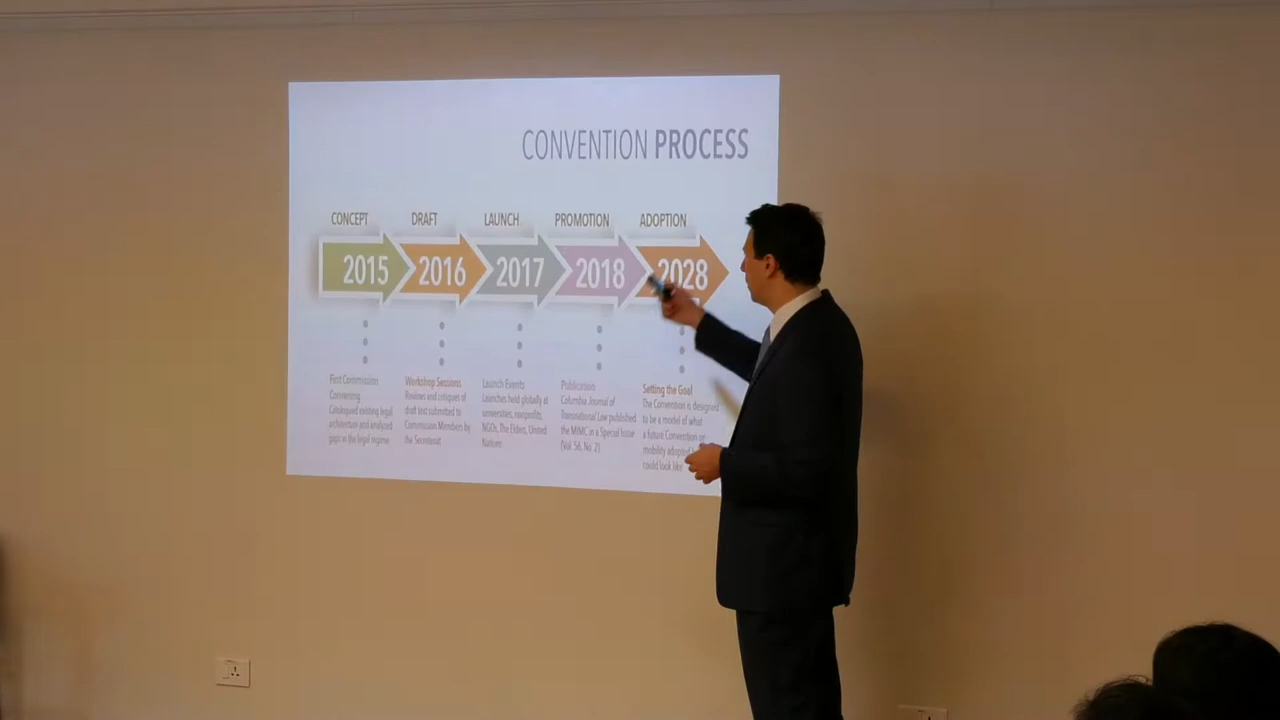 CONVENTION PROCESS
CONCEPT
DRAFT
LAUNCH
PROMOTION
ADOPTION
2015
2016
2017
2018
2028
First Commission
Convening
Catalogued existing legal
architecture and analyzed
gaps in the legal regime
Workshop Sessions
Reviews and critiques of
draft text submitted to
Commission Members by
the Secretariat
Launch Events
Launches held globally at
universities, nonprofits,
NGOs, The Elders, United
Nations
Publication
Columbia Journal of
Transnational Law published
the MIMC in a Special Issue
(Vol. 56, No. 2)
Setting the Goal
The Convention is designed
to be a model of what
a future Convention on
mobility adopted
could look like